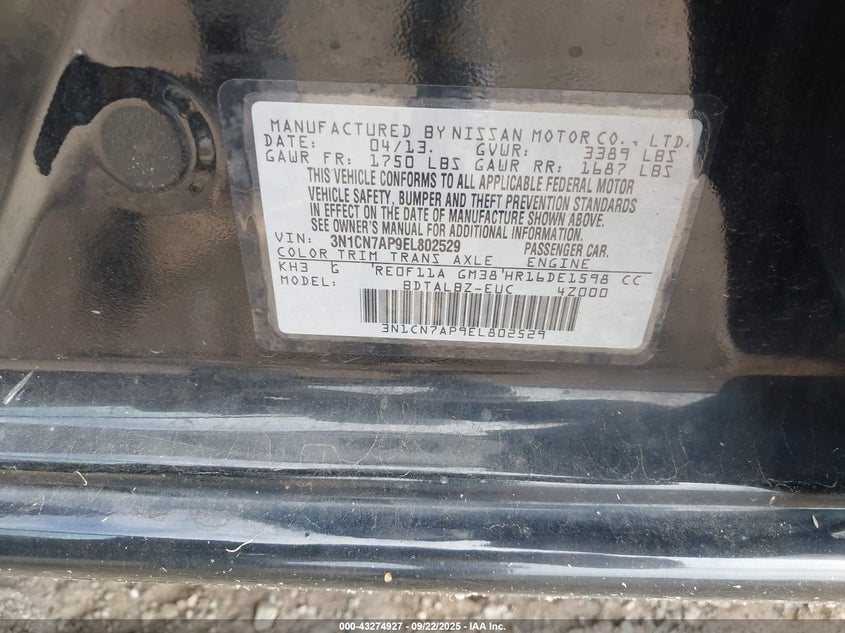 MANUFACTURED BY NISSAN MOTOR CO., LTD.
DATE: 04/13. GVWR: 3389 LBS
GAWR FR: 1750 LBS GAWR RR: 1687 LBS
THIS VEHICLE CONFORMS TO ALL APPLICABLE FEDERAL MOTOR
VEHICLE SAFETY, BUMPER AND THEFT PREVENTION STANDARDS
IN EFFECT ON THE DATE OF MANUFACTURE SHOWN ABOVE.
SEE OWNER'S MANUAL FOR ADDITIONAL INFORMATION.
VIN: 3N1CN7AP9EL802529 PASSENGER CAR.
COLOR TRIM TRANS AXLE ENGINE
KH3 G RE0F11A GM38 HR16DE1598 CC
MODEL: BDTALBZ-EUC 4Z000
3N1CN7AP9EL802529
000-43274927 - 09/22/2025 - IAA Inc.